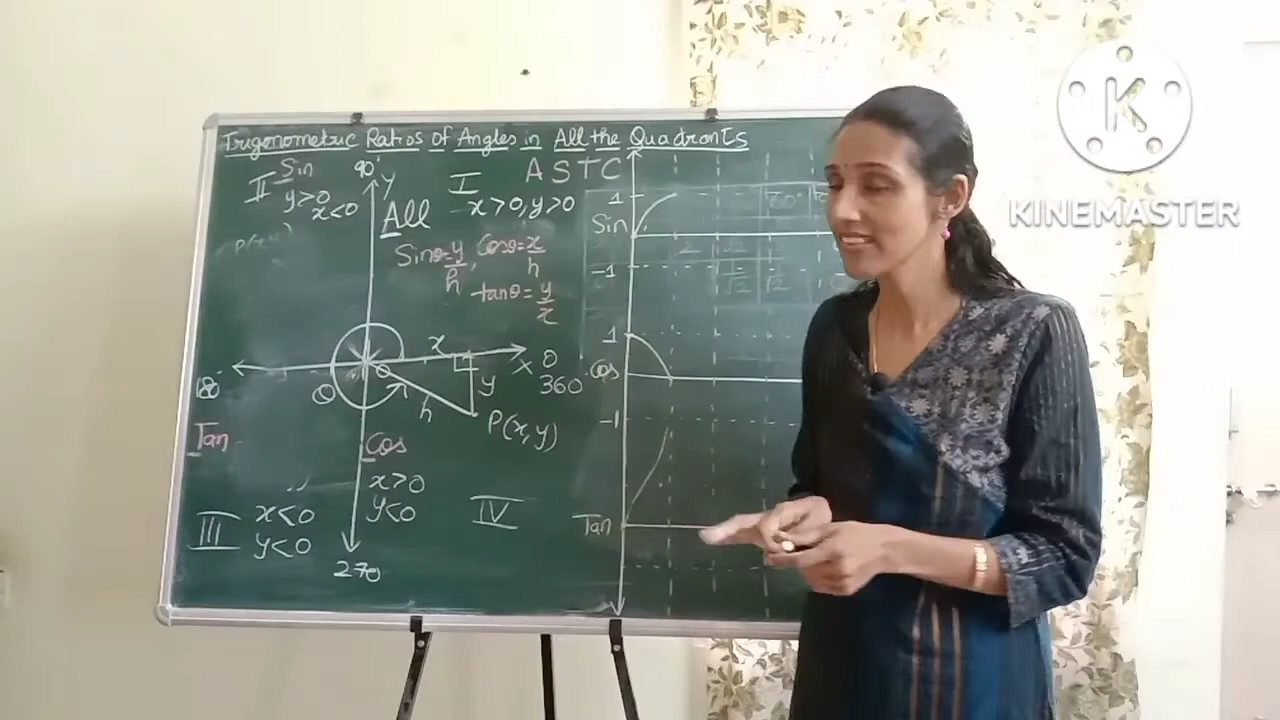 Trigonometric Ratios of Angles in All the Quadrants
II Sin
y>0
x<0
90°
y
I
A S T C
x>0, y>0
All
Sinθ=y/h, Cosθ=x/h
tanθ=y/x
x
X
0
360
180
θ
h
y
P(x,y)
Tan
Cos
x>0
y<0
IV
III x<0
y<0
270
1
Sin
-1
1
Cos
-1
Tan
K
KINEMASTER